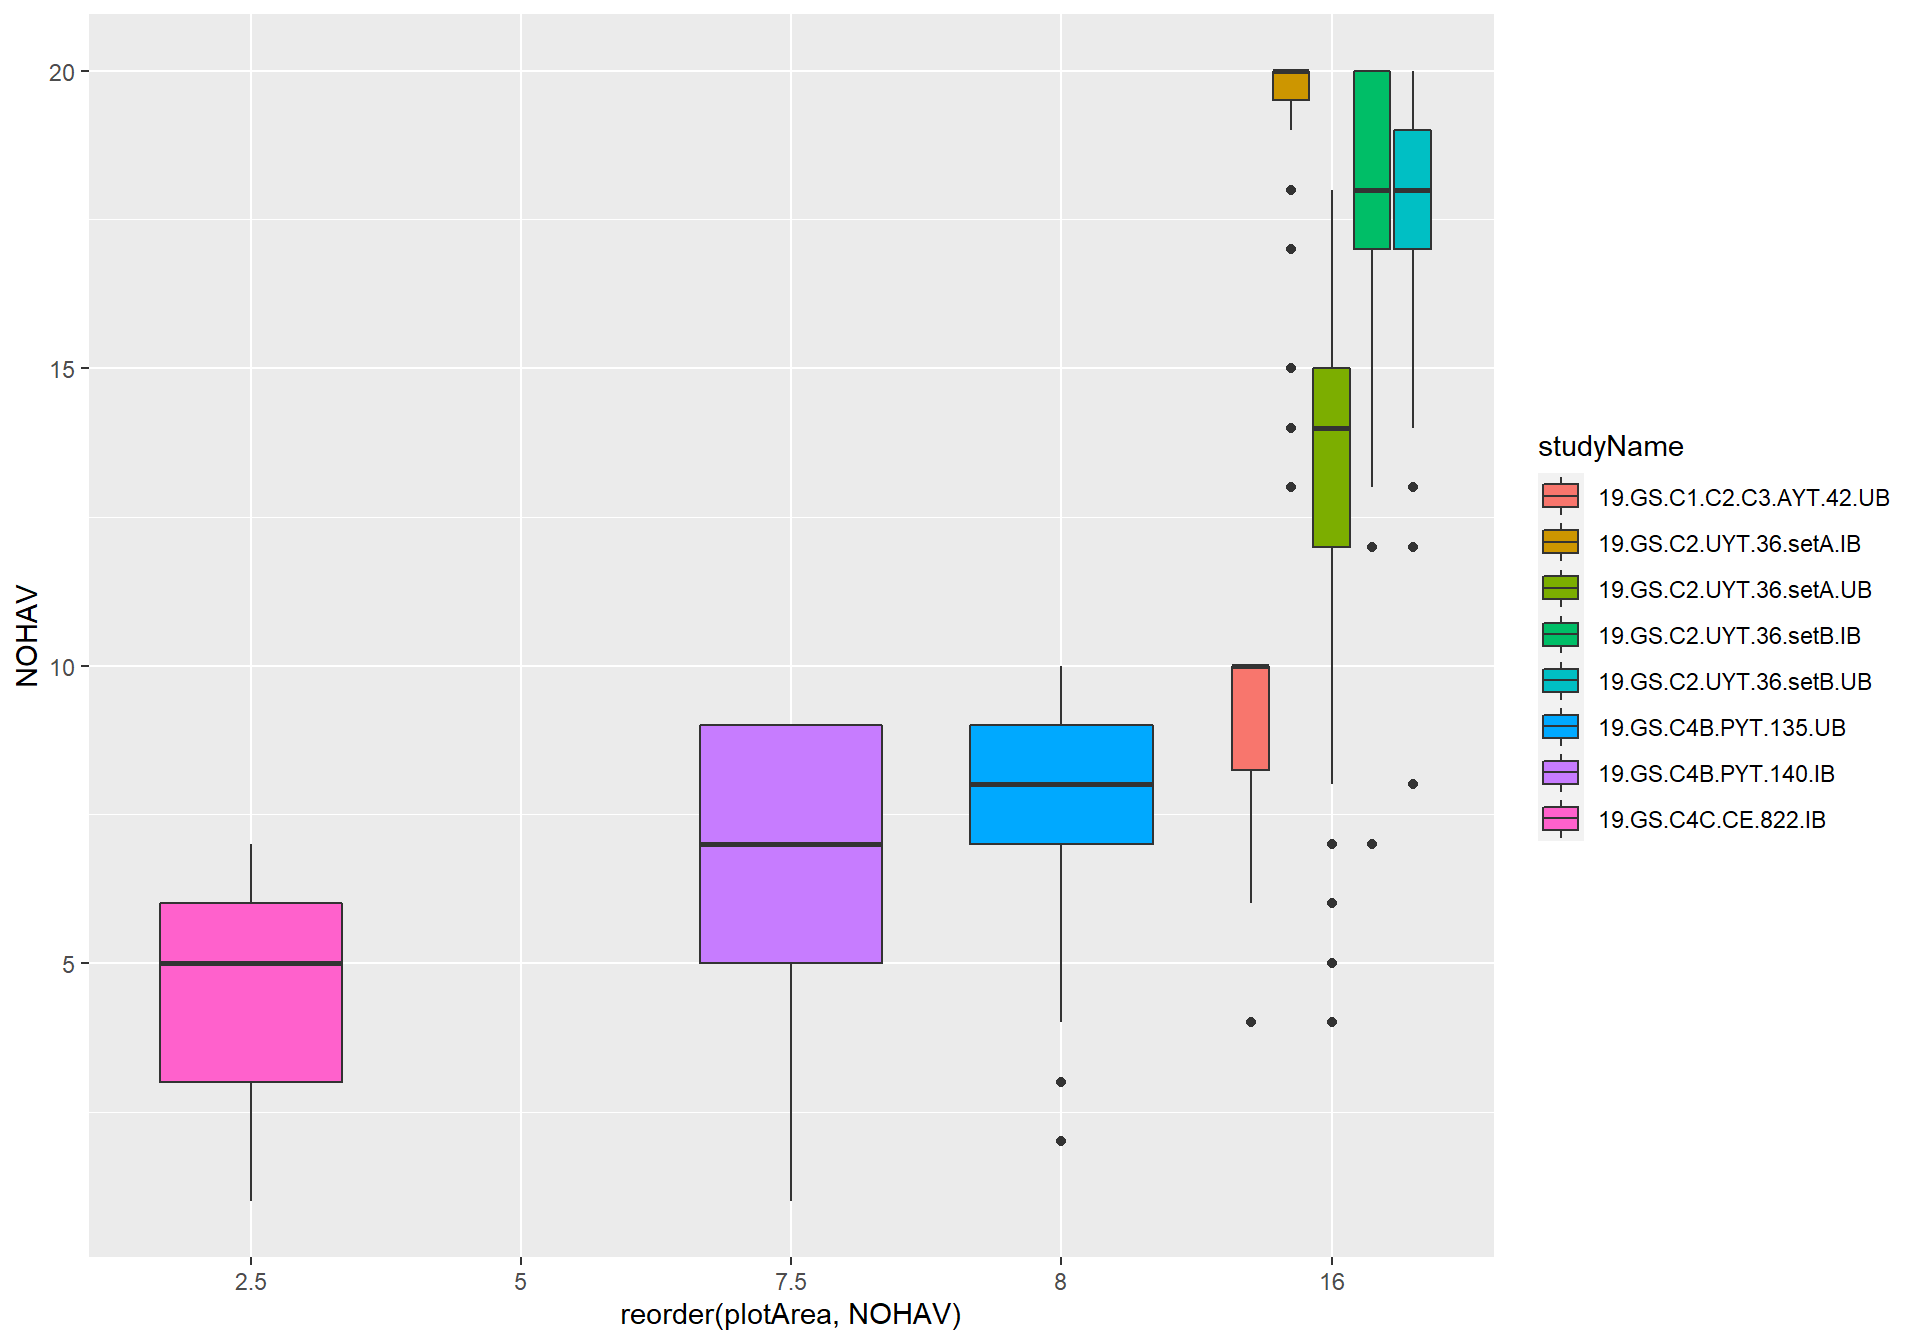 20
15
10
5
NOHAV
2.5 5 7.5 8 16
reorder(plotArea, NOHAV)
studyName
19.GS.C1.C2.C3.AYT.42.UB
19.GS.C2.UYT.36.setA.IB
19.GS.C2.UYT.36.setA.UB
19.GS.C2.UYT.36.setB.IB
19.GS.C2.UYT.36.setB.UB
19.GS.C4B.PYT.135.UB
19.GS.C4B.PYT.140.IB
19.GS.C4C.CE.822.IB